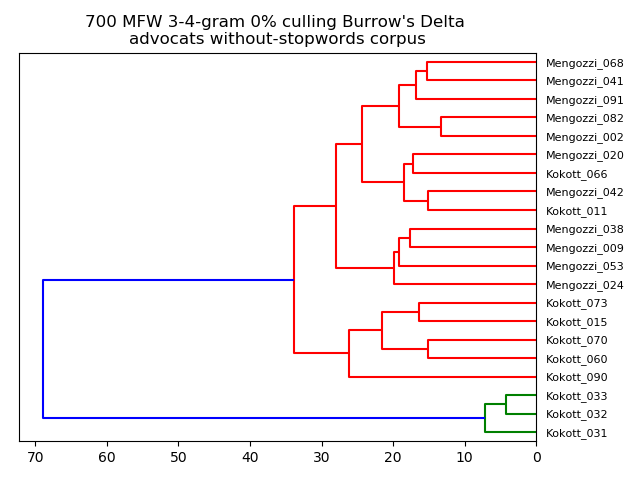 700 MFW 3-4-gram 0% culling Burrow's Delta
advocats without-stopwords corpus
Mengozzi_068
Mengozzi_041
Mengozzi_091
Mengozzi_082
Mengozzi_002
Mengozzi_020
Kokott_066
Mengozzi_042
Kokott_011
Mengozzi_038
Mengozzi_009
Mengozzi_053
Mengozzi_024
Kokott_073
Kokott_015
Kokott_070
Kokott_060
Kokott_090
Kokott_033
Kokott_032
Kokott_031
70 60 50 40 30 20 10 0